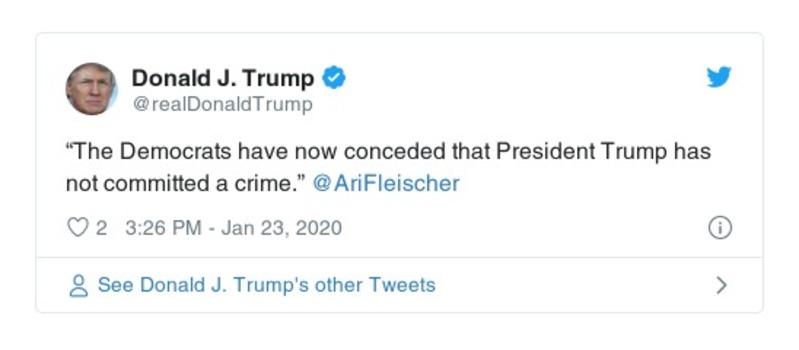 Donald J. Trump
@realDonaldTrump
“The Democrats have now conceded that President Trump has
not committed a crime.” @AriFleischer
2 3:26 PM - Jan 23, 2020
See Donald J. Trump's other Tweets